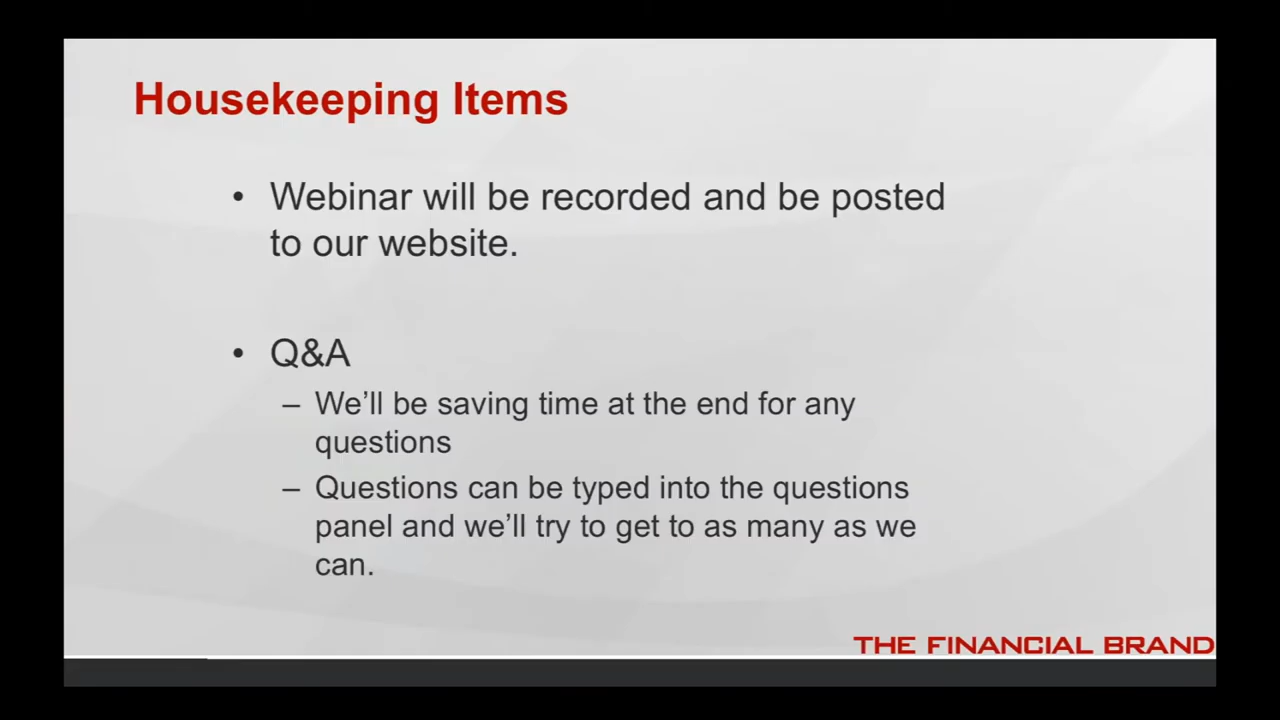 Housekeeping Items
• Webinar will be recorded and be posted
to our website.
• Q&A
– We’ll be saving time at the end for any
questions
– Questions can be typed into the questions
panel and we’ll try to get to as many as we
can.
THE FINANCIAL BRAND